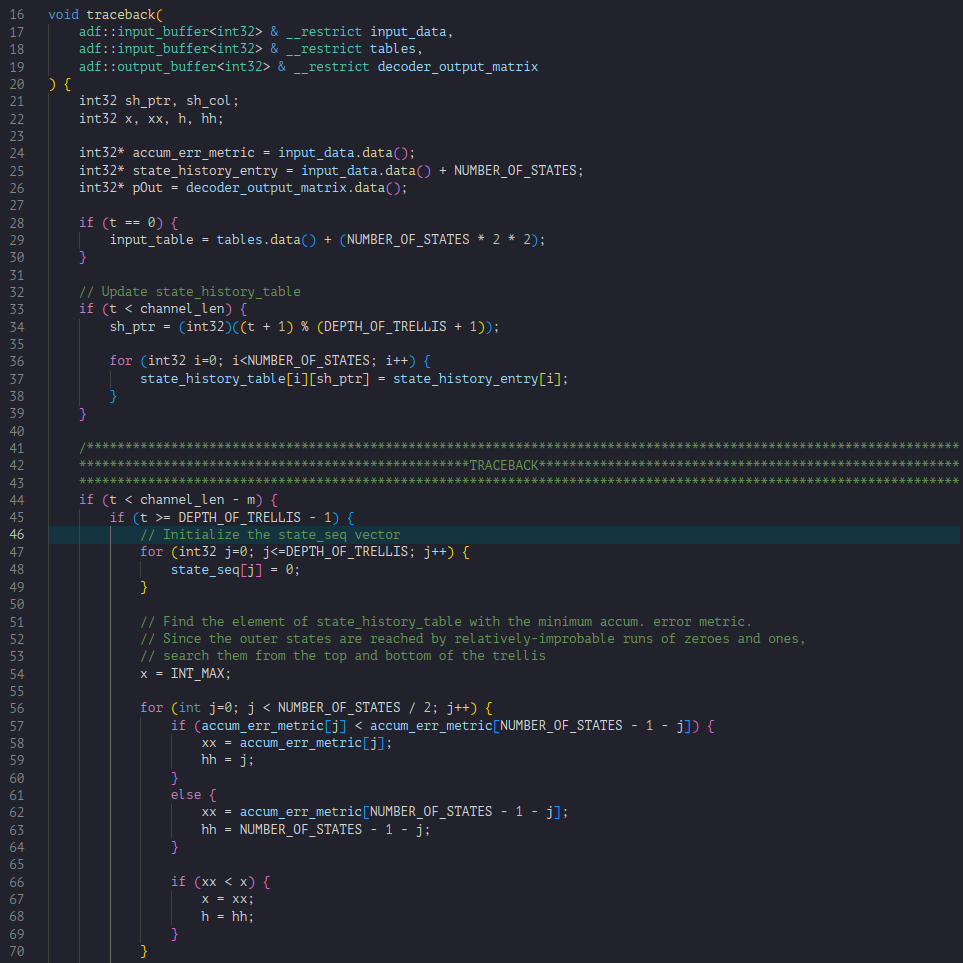 16 void traceback(
17     adf::input_buffer<int32> & __restrict input_data,
18     adf::input_buffer<int32> & __restrict tables,
19     adf::output_buffer<int32> & __restrict decoder_output_matrix
20 ) {
21     int32 sh_ptr, sh_col;
22     int32 x, xx, h, hh;
23
24     int32* accum_err_metric = input_data.data();
25     int32* state_history_entry = input_data.data() + NUMBER_OF_STATES;
26     int32* pOut = decoder_output_matrix.data();
27
28     if (t == 0) {
29         input_table = tables.data() + (NUMBER_OF_STATES * 2 * 2);
30     }
31
32     // Update state_history_table
33     if (t < channel_len) {
34         sh_ptr = (int32)((t + 1) % (DEPTH_OF_TRELLIS + 1));
35
36         for (int32 i=0; i<NUMBER_OF_STATES; i++) {
37             state_history_table[i][sh_ptr] = state_history_entry[i];
38         }
39     }
40
41     /******************************************************************************************************************
42     **************************************************TRACEBACK*******************************************************
43     *******************************************************************************************************************
44     if (t < channel_len - m) {
45         if (t >= DEPTH_OF_TRELLIS - 1) {
46             // Initialize the state_seq vector
47             for (int32 j=0; j<=DEPTH_OF_TRELLIS; j++) {
48                 state_seq[j] = 0;
49             }
50
51             // Find the element of state_history_table with the minimum accum. error metric.
52             // Since the outer states are reached by relatively-improbable runs of zeroes and ones,
53             // search them from the top and bottom of the trellis
54             x = INT_MAX;
55
56             for (int j=0; j < NUMBER_OF_STATES / 2; j++) {
57                 if (accum_err_metric[j] < accum_err_metric[NUMBER_OF_STATES - 1 - j]) {
58                     xx = accum_err_metric[j];
59                     hh = j;
60                 }
61                 else {
62                     xx = accum_err_metric[NUMBER_OF_STATES - 1 - j];
63                     hh = NUMBER_OF_STATES - 1 - j;
64                 }
65
66                 if (xx < x) {
67                     x = xx;
68                     h = hh;
69                 }
70             }